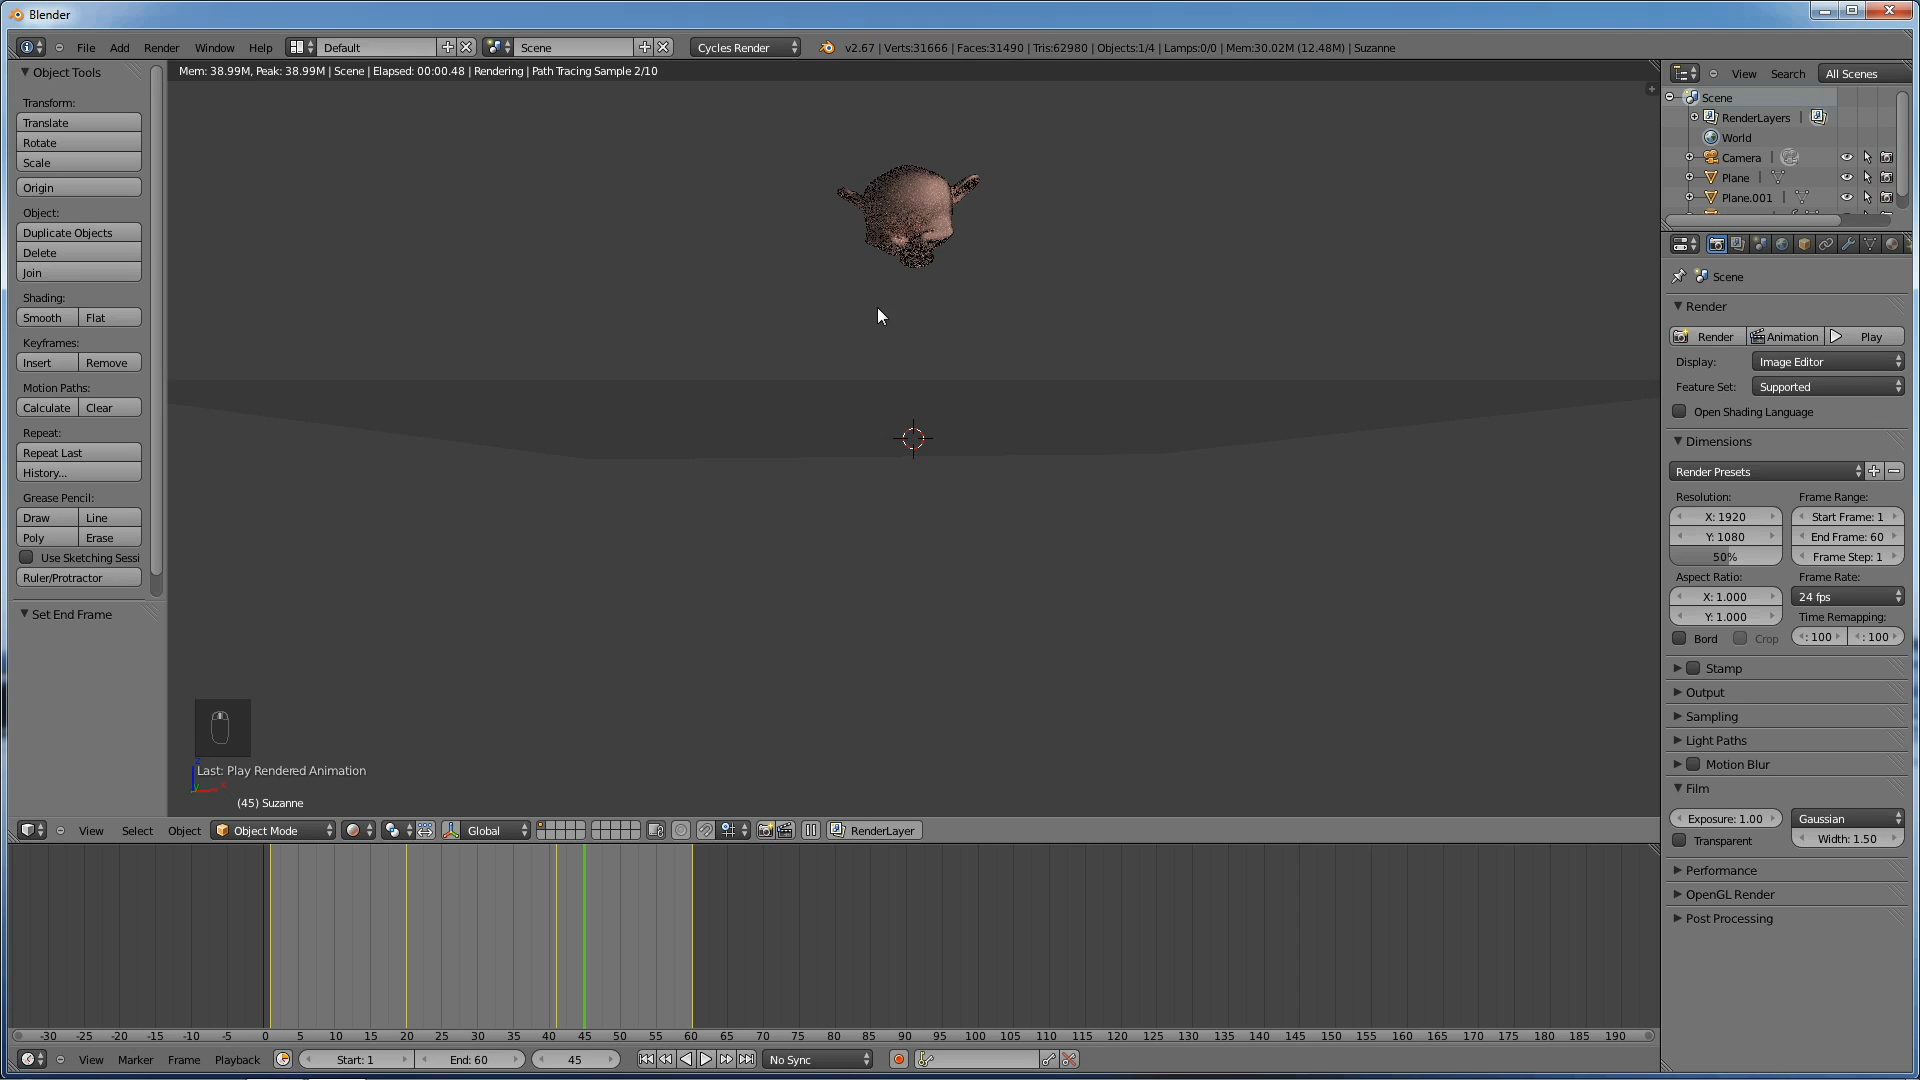 Blender
File Add Render Window Help Default Scene Cycles Render v2.67 | Verts:31666 | Faces:31490 | Tris:62980 | Objects:1/4 | Lamps:0/0 | Mem:30.02M (12.48M) | Suzanne
Object Tools
Mem: 38.99M, Peak: 38.99M | Scene | Elapsed: 00:00.48 | Rendering | Path Tracing Sample 2/10
View Search All Scenes
Scene
RenderLayers |
World
Camera |
Plane |
Plane.001 |
Transform:
Translate
Rotate
Scale
Origin
Object:
Duplicate Objects
Delete
Join
Shading:
Smooth Flat
Keyframes:
Insert Remove
Motion Paths:
Calculate Clear
Repeat:
Repeat Last
History...
Grease Pencil:
Draw Line
Poly Erase
Use Sketching Sessi
Ruler/Protractor
Set End Frame
Last: Play Rendered Animation
(45) Suzanne
Scene
Render
Render Animation Play
Display: Image Editor
Feature Set: Supported
Open Shading Language
Dimensions
Render Presets
Resolution: Frame Range:
X: 1920 Start Frame: 1
Y: 1080 End Frame: 60
50% Frame Step: 1
Aspect Ratio: Frame Rate:
X: 1.000 24 fps
Y: 1.000 Time Remapping:
Bord Crop : 100 : 100
Stamp
Output
Sampling
Light Paths
Motion Blur
Film
Exposure: 1.00 Gaussian
Transparent Width: 1.50
Performance
OpenGL Render
Post Processing
View Select Object Object Mode Global RenderLayer
-30 -25 -20 -15 -10 -5 0 5 10 15 20 25 30 35 40 45 50 55 60 65 70 75 80 85 90 95 100 105 110 115 120 125 130 135 140 145 150 155 160 165 170 175 180 185 190
View Marker Frame Playback Start: 1 End: 60 45 No Sync